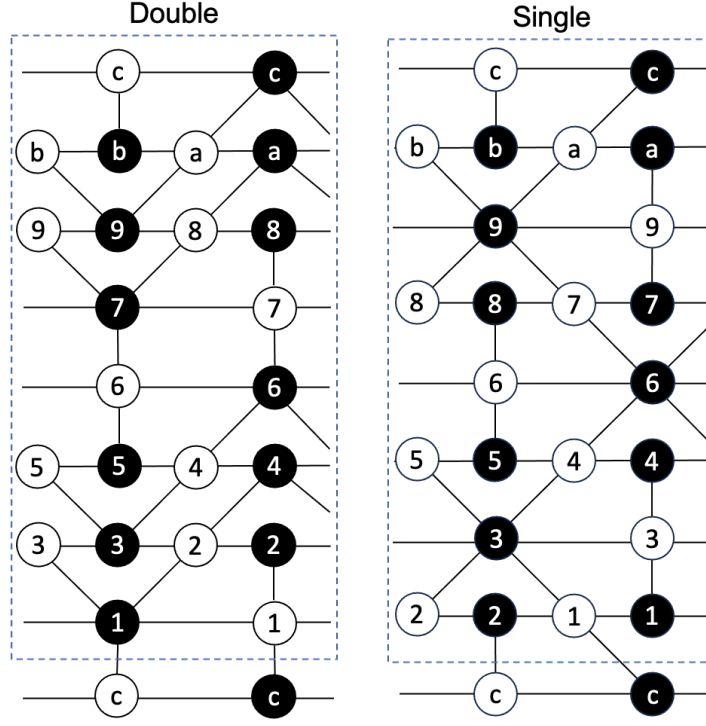 Double Single
c c c c
b b a a b b a a
9 9 8 8 9 9
7 7 8 8 7 7
6 6 6 6
5 5 4 4 5 5 4 4
3 3 2 2 3 3
1 1 2 2 1 1
c c c c